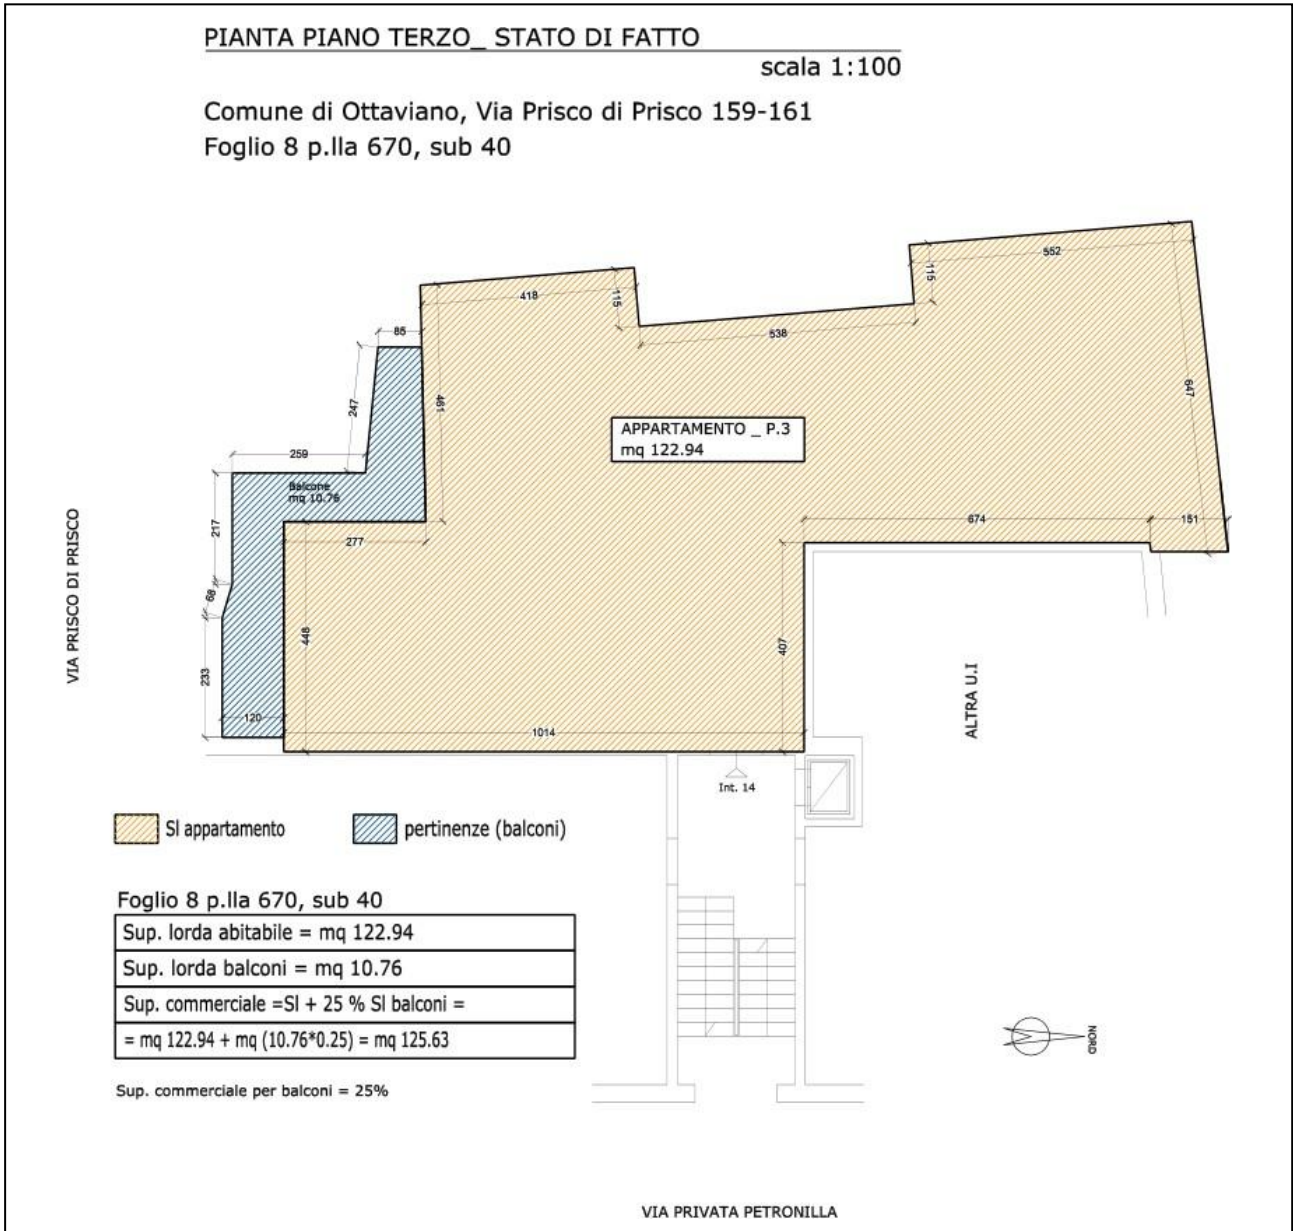 PIANTA PIANO TERZO_ STATO DI FATTO
scala 1:100
Comune di Ottaviano, Via Prisco di Prisco 159-161
Foglio 8 p.lla 670, sub 40
552
115
419
115
538
85
461
247
647
APPARTAMENTO _ P.3
mq 122.94
259
Balcone
mq 10.76
217
277
674
151
68
448
407
233
120
1014
VIA PRISCO DI PRISCO
ALTRA U.I
Int. 14
Sl appartamento
pertinenze (balconi)
Foglio 8 p.lla 670, sub 40
Sup. lorda abitabile = mq 122.94
Sup. lorda balconi = mq 10.76
Sup. commerciale =Sl + 25 % Sl balconi =
= mq 122.94 + mq (10.76*0.25) = mq 125.63
Sup. commerciale per balconi = 25%
NORD
VIA PRIVATA PETRONILLA